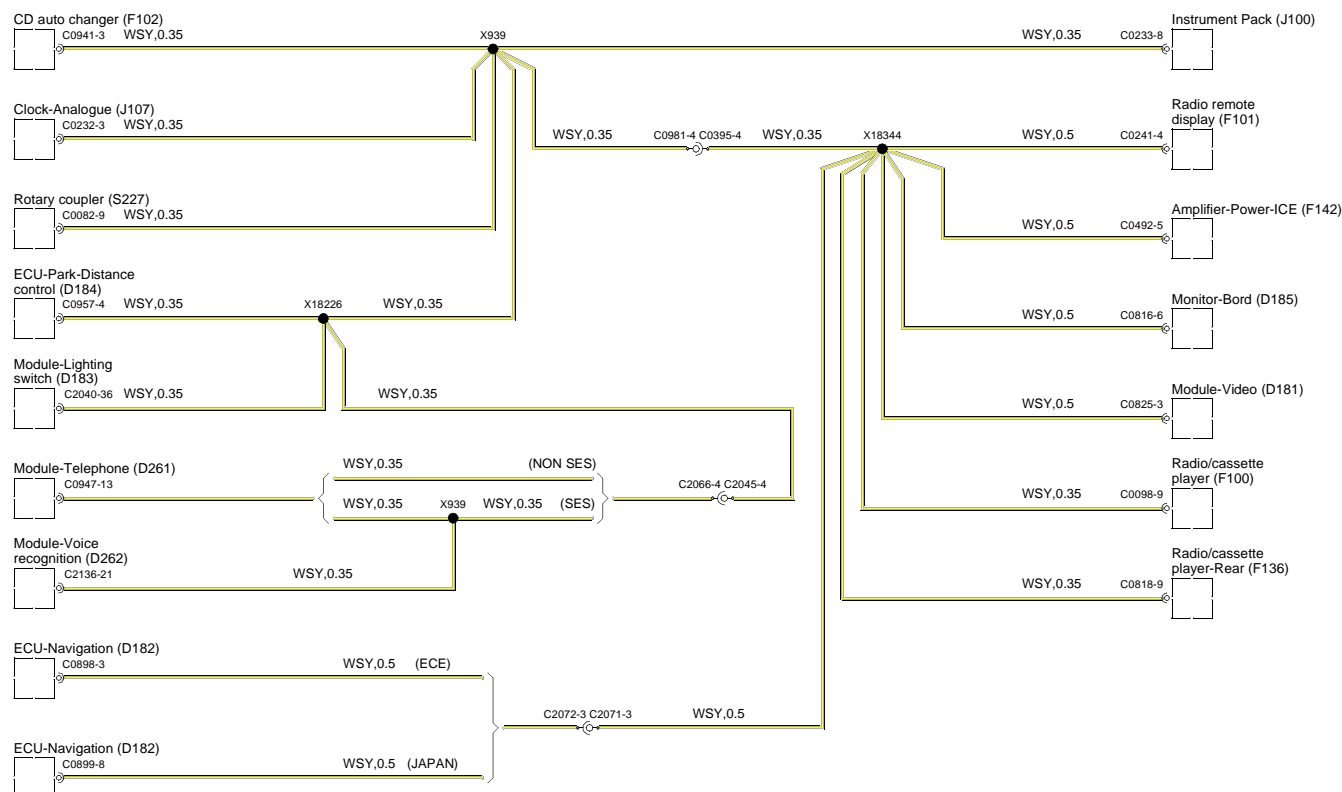 CD auto changer (F102)
C0941-3 WSY,0.35 X939 WSY,0.35 C0233-8
Instrument Pack (J100)
Clock-Analogue (J107)
C0232-3 WSY,0.35
WSY,0.35 C0981-4 C0395-4 WSY,0.35 X18344 WSY,0.5 C0241-4
Radio remote
display (F101)
Rotary coupler (S227)
C0082-9 WSY,0.35
Amplifier-Power-ICE (F142)
WSY,0.5 C0492-5
ECU-Park-Distance
control (D184)
C0957-4 WSY,0.35 X18226 WSY,0.35
Monitor-Bord (D185)
WSY,0.5 C0816-6
Module-Lighting
switch (D183)
C2040-36 WSY,0.35 WSY,0.35
Module-Video (D181)
WSY,0.5 C0825-3
Module-Telephone (D261)
C0947-13
WSY,0.35 (NON SES)
WSY,0.35 X939 WSY,0.35 (SES)
C2066-4 C2045-4
Radio/cassette
player (F100)
WSY,0.35 C0098-9
Module-Voice
recognition (D262)
C2136-21 WSY,0.35
Radio/cassette
player-Rear (F136)
WSY,0.35 C0818-9
ECU-Navigation (D182)
C0898-3 WSY,0.5 (ECE)
C2072-3 C2071-3 WSY,0.5
ECU-Navigation (D182)
C0899-8 WSY,0.5 (JAPAN)